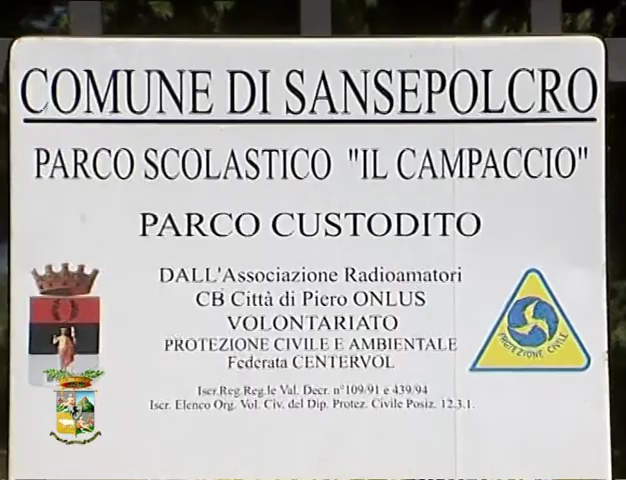 COMUNE DI SANSEPOLCRO
PARCO SCOLASTICO "IL CAMPACCIO"
PARCO CUSTODITO
DALL'Associazione Radioamatori
CB Città di Piero ONLUS
VOLONTARIATO
PROTEZIONE CIVILE E AMBIENTALE
Federata CENTERVOL
Iscr.Reg.Reg.le Val. Decr. n°109/91 e 439/94
Iscr. Elenco Org. Vol. Civ. del Dip. Protez. Civile Posiz. 12.3.1.
PROTEZIONE CIVILE